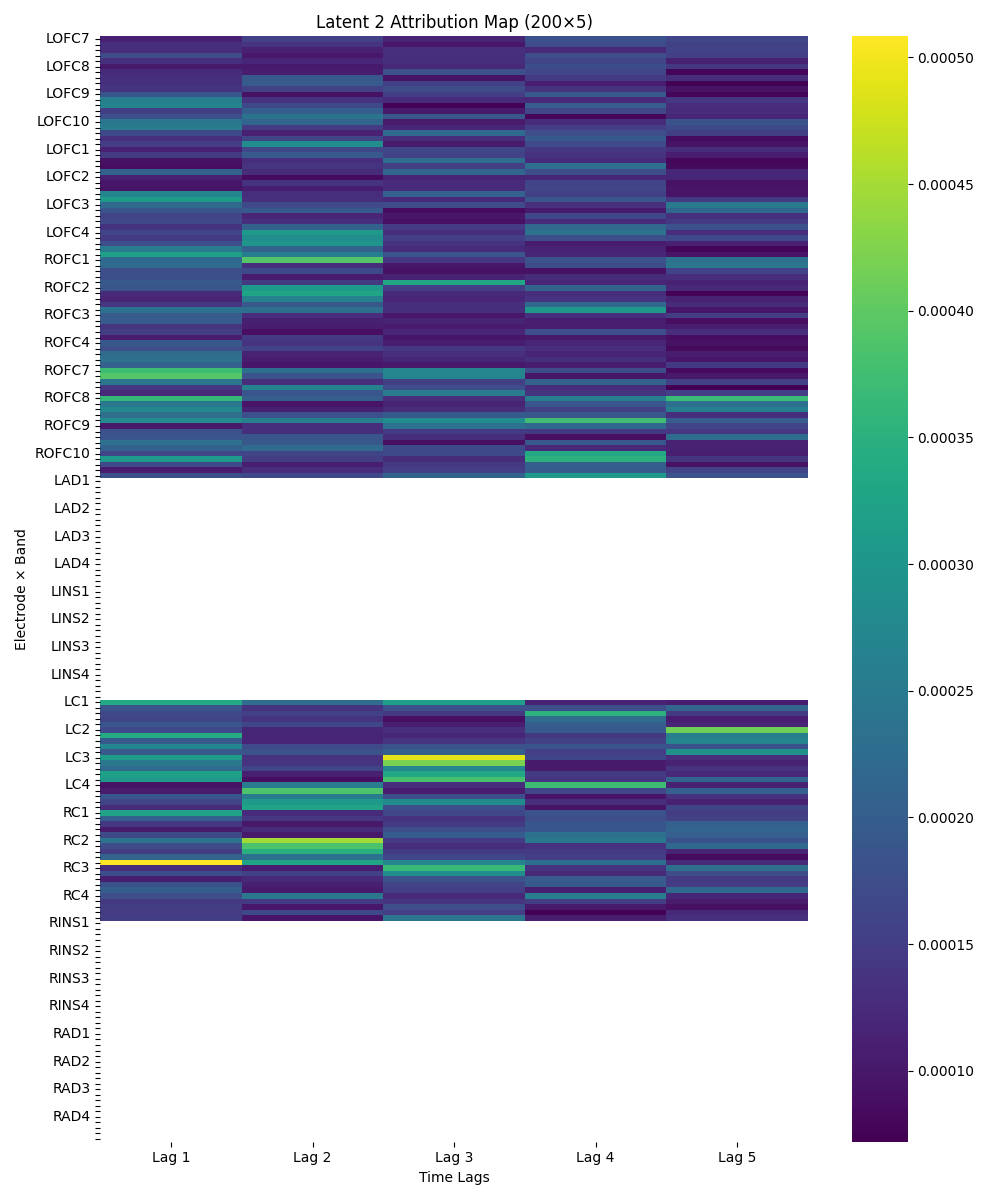 Latent 2 Attribution Map (200×5)
LOFC7
LOFC8
LOFC9
LOFC10
LOFC1
LOFC2
LOFC3
LOFC4
ROFC1
ROFC2
ROFC3
ROFC4
ROFC7
ROFC8
ROFC9
ROFC10
LAD1
LAD2
LAD3
LAD4
LINS1
LINS2
LINS3
LINS4
LC1
LC2
LC3
LC4
RC1
RC2
RC3
RC4
RINS1
RINS2
RINS3
RINS4
RAD1
RAD2
RAD3
RAD4
Electrode × Band
Lag 1
Lag 2
Lag 3
Lag 4
Lag 5
Time Lags
0.00050
0.00045
0.00040
0.00035
0.00030
0.00025
0.00020
0.00015
0.00010